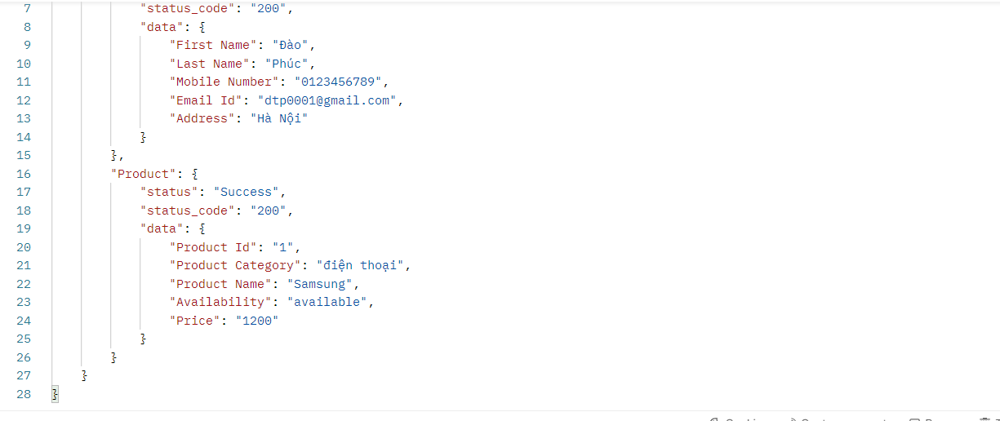 7 "status_code": "200",
8 "data": {
9 "First Name": "Đào",
10 "Last Name": "Phúc",
11 "Mobile Number": "0123456789",
12 "Email Id": "dtp0001@gmail.com",
13 "Address": "Hà Nội"
14 }
15 },
16 "Product": {
17 "status": "Success",
18 "status_code": "200",
19 "data": {
20 "Product Id": "1",
21 "Product Category": "điện thoại",
22 "Product Name": "Samsung",
23 "Availability": "available",
24 "Price": "1200"
25 }
26 }
27 }
28 }